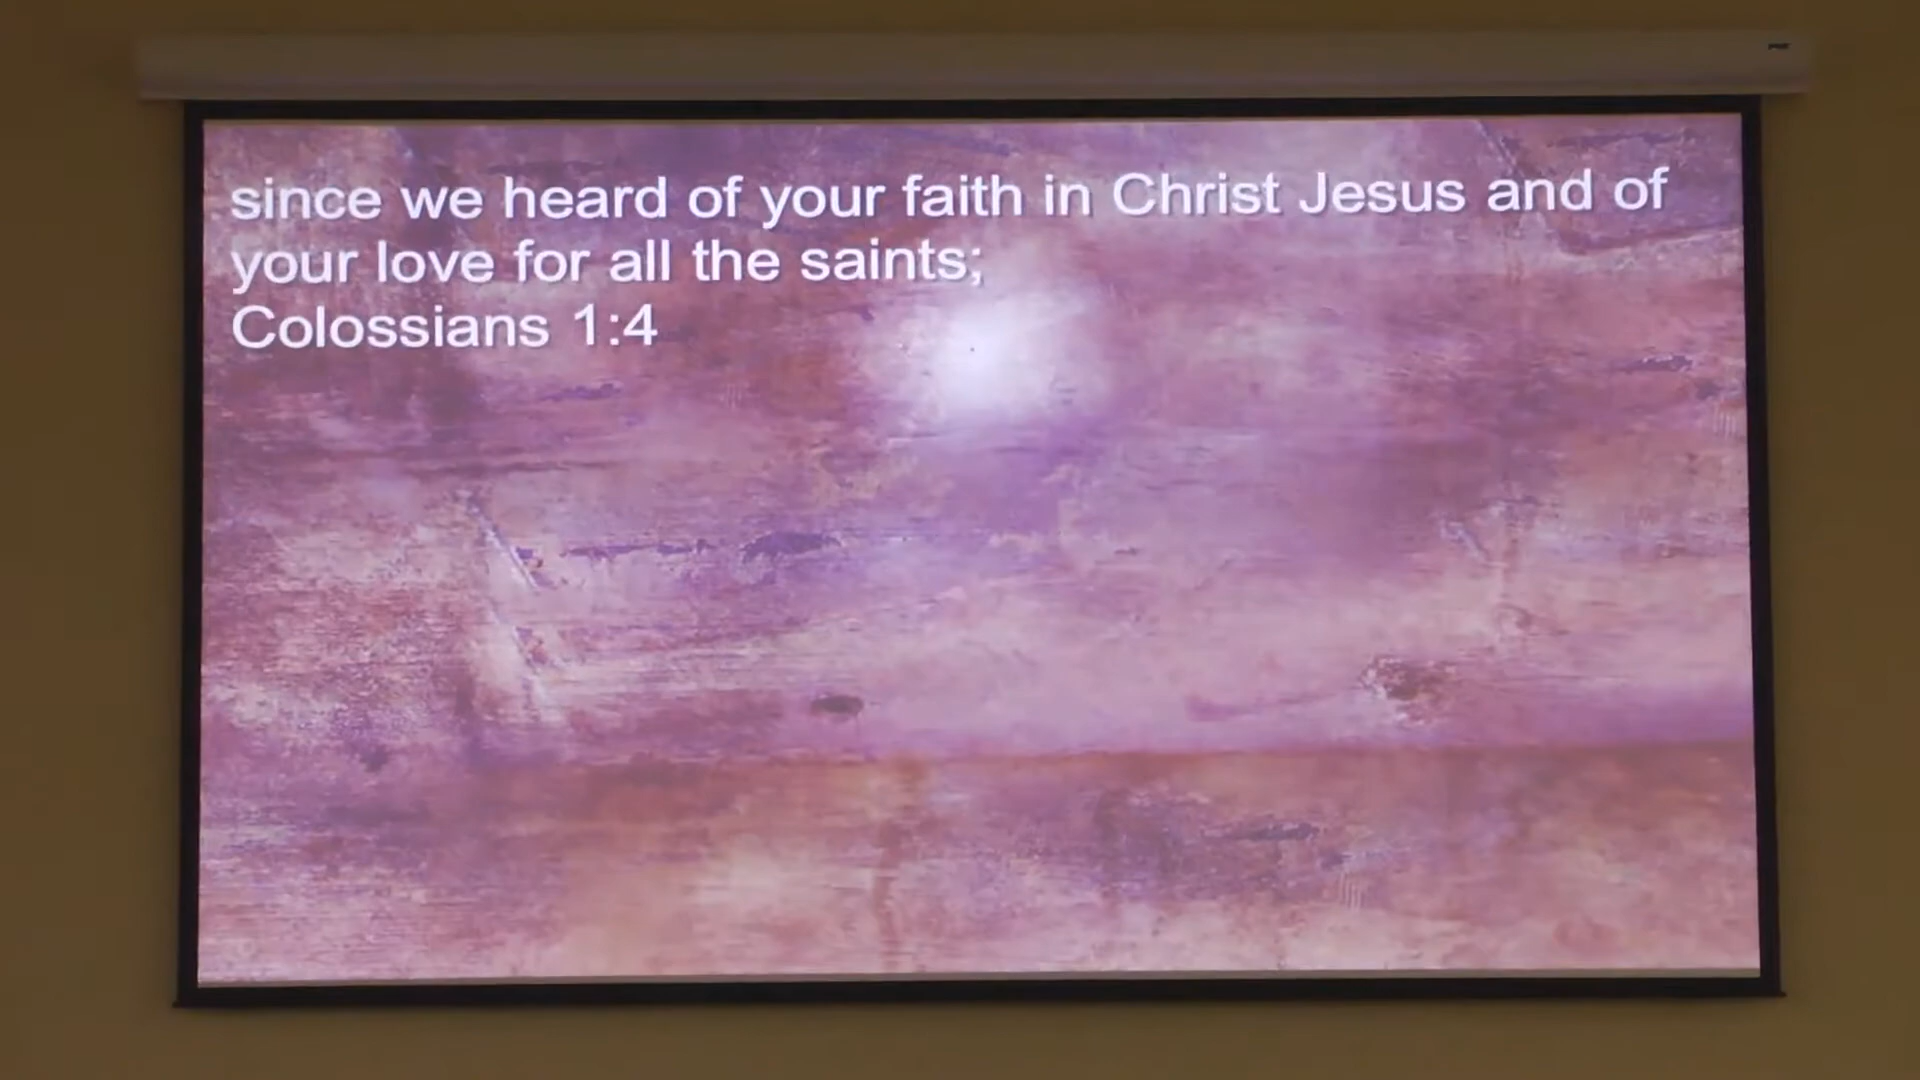 since we heard of your faith in Christ Jesus and of
your love for all the saints;
Colossians 1:4